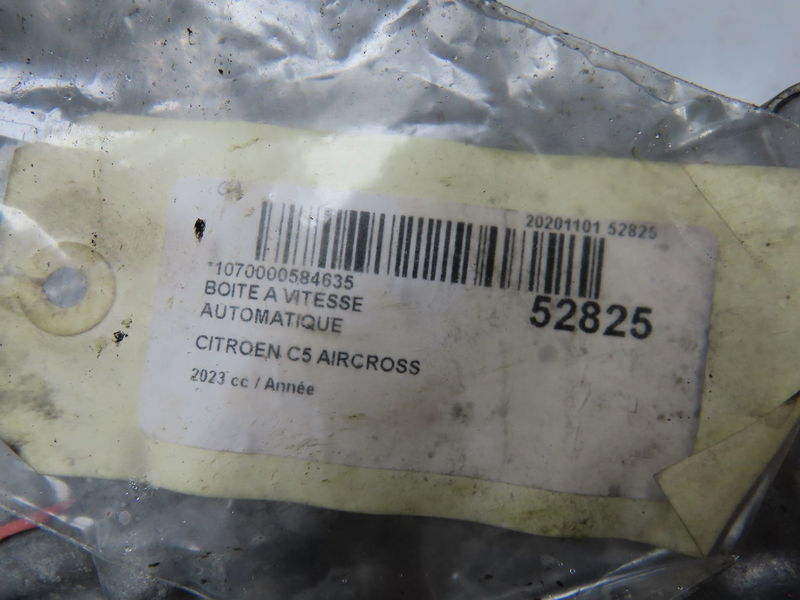 20201101 52825
*1070000584635
52825
BOITE A VITESSE
AUTOMATIQUE
CITROEN C5 AIRCROSS
2023 cc / Année